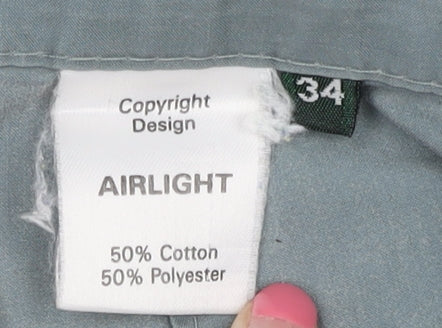 34
Copyright
Design
AIRLIGHT
50% Cotton
50% Polyester